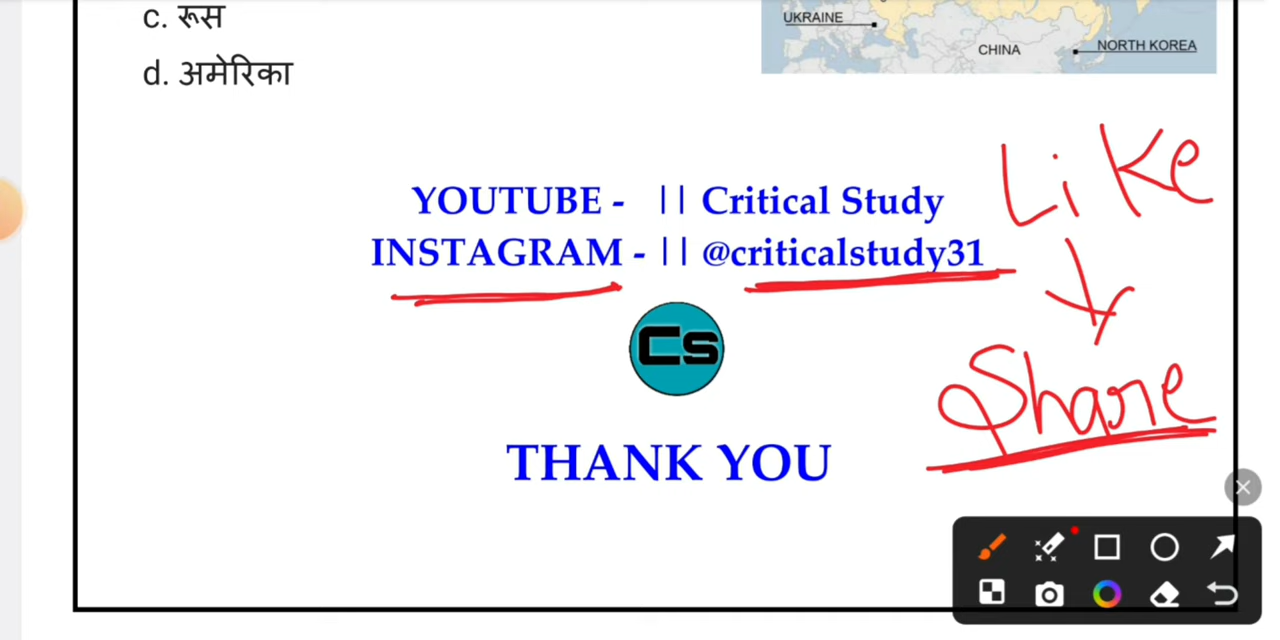 c. रूस
UKRAINE
CHINA
NORTH KOREA
d. अमेरिका
YOUTUBE - || Critical Study
INSTAGRAM - || @criticalstudy31
Like
Share
Cs
THANK YOU